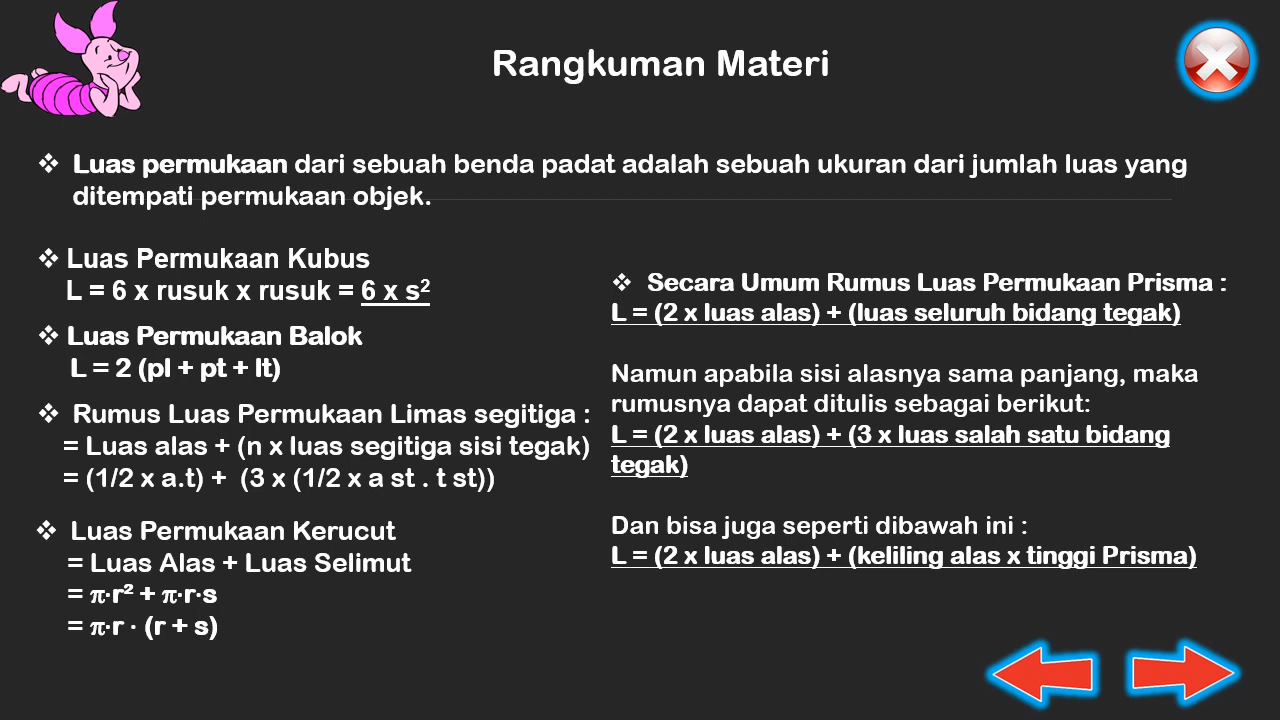 Rangkuman Materi
❖ Luas permukaan dari sebuah benda padat adalah sebuah ukuran dari jumlah luas yang
ditempati permukaan objek.
❖ Luas Permukaan Kubus
L = 6 x rusuk x rusuk = 6 x s²
❖ Luas Permukaan Balok
L = 2 (pl + pt + lt)
❖ Rumus Luas Permukaan Limas segitiga :
= Luas alas + (n x luas segitiga sisi tegak)
= (1/2 x a.t) + (3 x (1/2 x a st . t st))
❖ Luas Permukaan Kerucut
= Luas Alas + Luas Selimut
= π·r² + π·r·s
= π·r · (r + s)
❖ Secara Umum Rumus Luas Permukaan Prisma :
L = (2 x luas alas) + (luas seluruh bidang tegak)
Namun apabila sisi alasnya sama panjang, maka
rumusnya dapat ditulis sebagai berikut:
L = (2 x luas alas) + (3 x luas salah satu bidang
tegak)
Dan bisa juga seperti dibawah ini :
L = (2 x luas alas) + (keliling alas x tinggi Prisma)